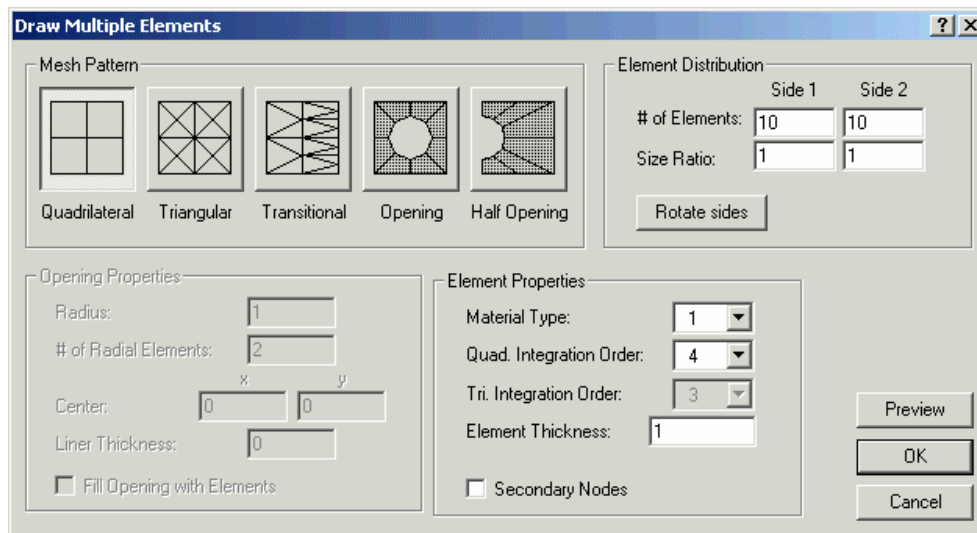 Draw Multiple Elements
Mesh Pattern
Quadrilateral Triangular Transitional Opening Half Opening
Element Distribution
Side 1 Side 2
# of Elements: 10 10
Size Ratio: 1 1
Rotate sides
Opening Properties
Radius: 1
# of Radial Elements: 2
x y
Center: 0 0
Liner Thickness: 0
Fill Opening with Elements
Element Properties
Material Type: 1
Quad. Integration Order: 4
Tri. Integration Order: 3
Element Thickness: 1
Secondary Nodes
Preview
OK
Cancel